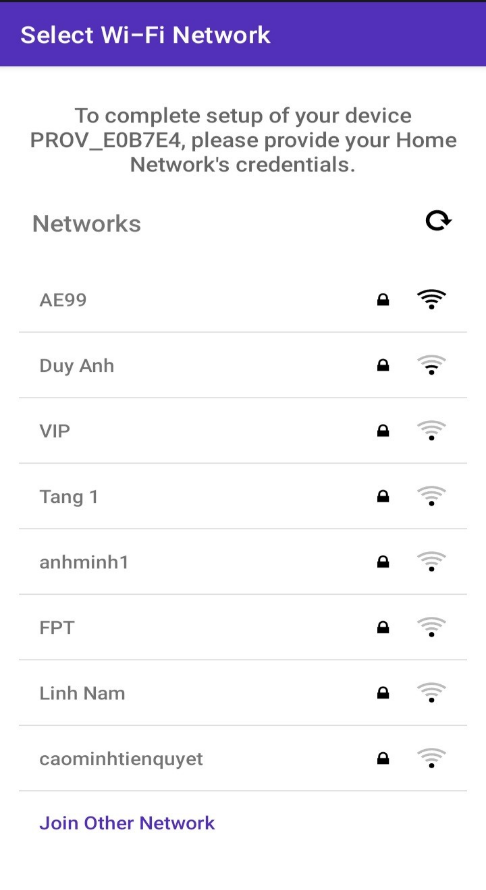 Select Wi-Fi Network
To complete setup of your device
PROV_E0B7E4, please provide your Home
Network's credentials.
Networks
AE99
Duy Anh
VIP
Tang 1
anhminh1
FPT
Linh Nam
caominhtienquyet
Join Other Network